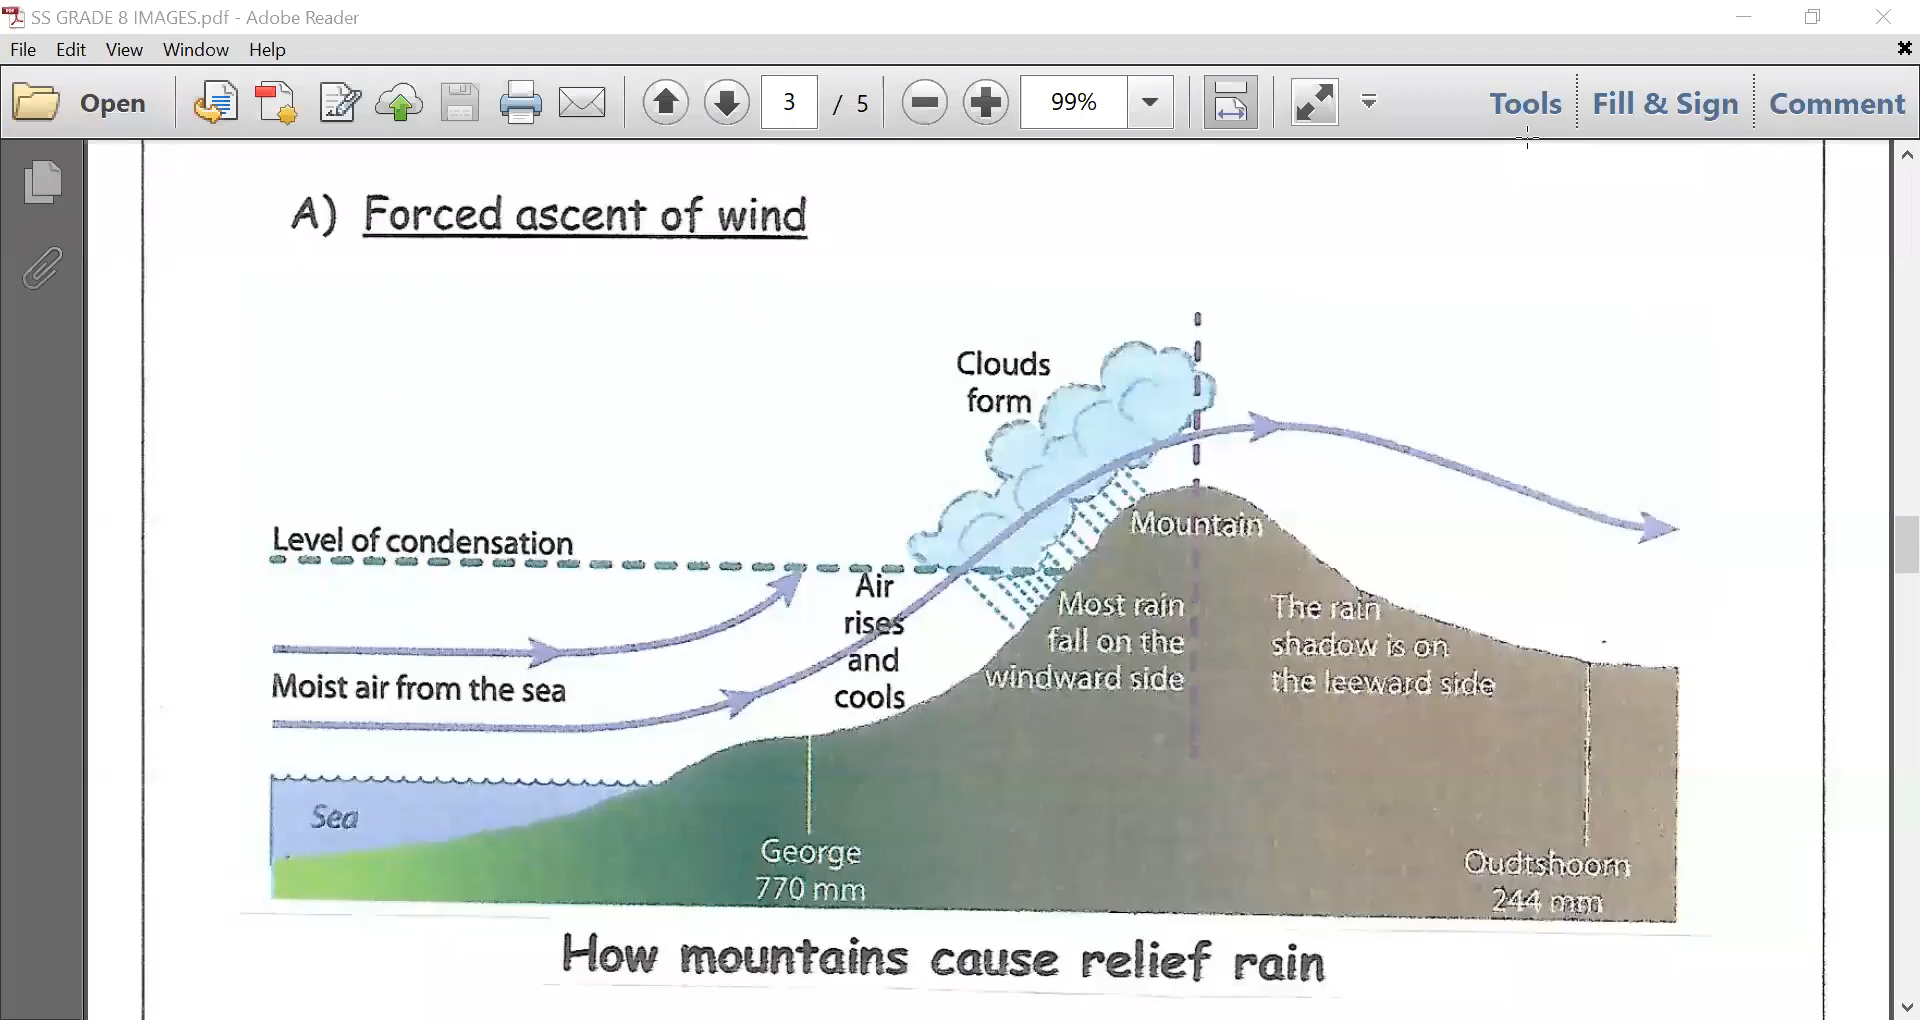 SS GRADE 8 IMAGES.pdf - Adobe Reader
File Edit View Window Help
Open 3 / 5 99% Tools Fill & Sign Comment
A) Forced ascent of wind
Clouds
form
Level of condensation
Mountain
Air
rises
and
cools
Most rain
fall on the
windward side
The rain
shadow is on
the leeward side
Moist air from the sea
Sea
George
770 mm
Oudtshoorn
244 mm
How mountains cause relief rain